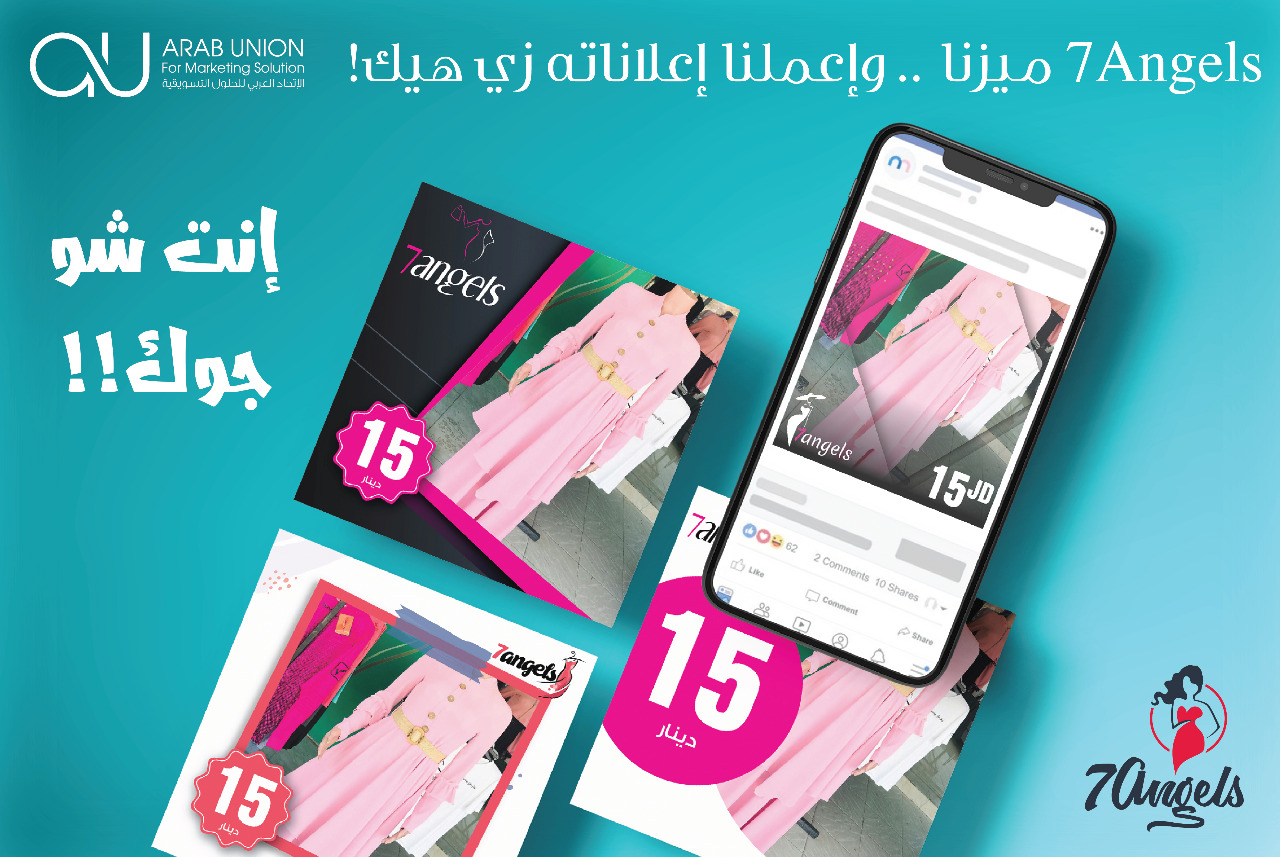 ARAB UNION
For Marketing Solution
الإتحاد العربي للحلول التسويقية
7Angels ميزنا .. وإعملنا إعلاناته زي هيك!
إنت شو
جوك!!
7angels
15
دينار
7angels
15JD
62
2 Comments
10 Shares
Like
Comment
Share
7angels
15
دينار
15
دينار
7Angels